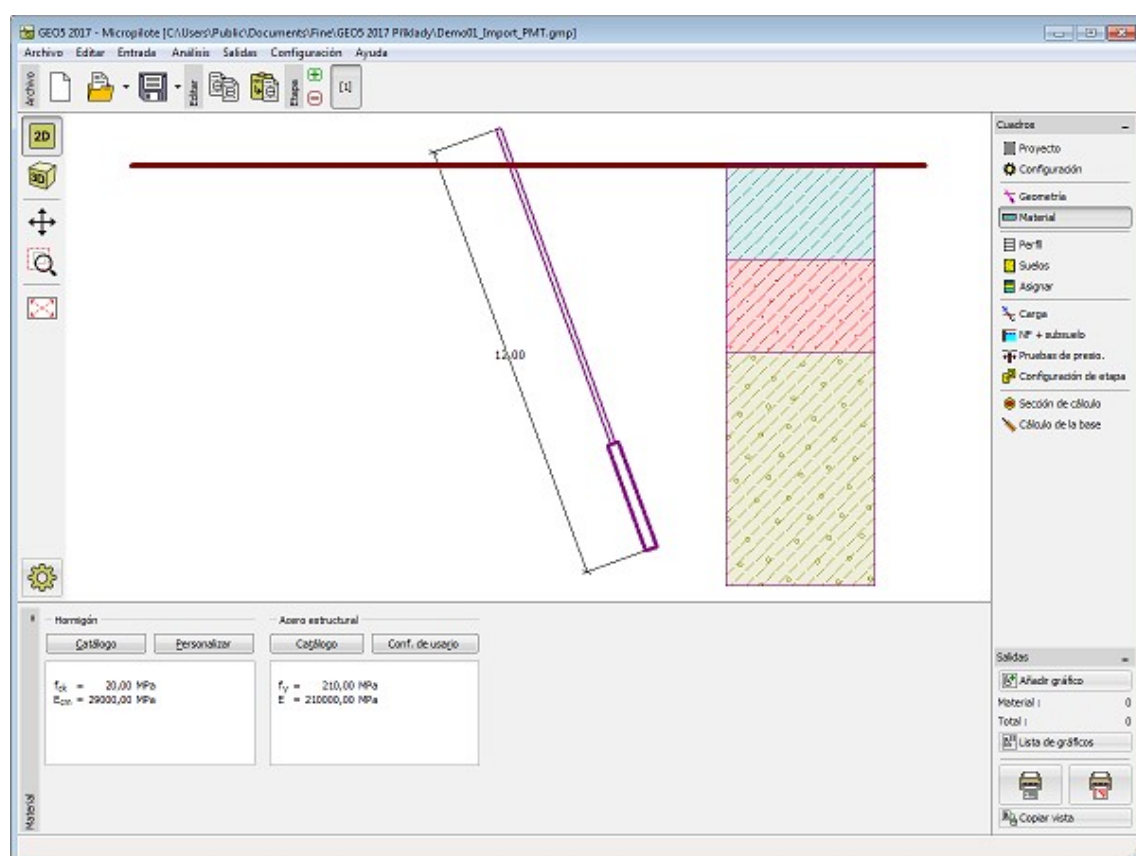 GEO5 2017 - Micropilote [C:\Users\Public\Documents\Fine\GEO5 2017 Příklady\Demo01_Import_PMT.gmp]
Archivo Editar Entrada Análisis Salidas Configuración Ayuda
Archivo
Editar
Etapa
[1]
2D
3D
12,00
Cuadros
Proyecto
Configuración
Geometría
Material
Perfil
Suelos
Asignar
Carga
NF + subsuelo
Pruebas de presio.
Configuración de etapa
Sección de cálculo
Cálculo de la base
Hormigón
Catálogo Personalizar
fck = 20,00 MPa
Ecm = 29000,00 MPa
Acero estructural
Catálogo Conf. de usuario
fy = 210,00 MPa
E = 210000,00 MPa
Material
Salidas
Añadir gráfico
Material : 0
Total : 0
Lista de gráficos
Copiar vista